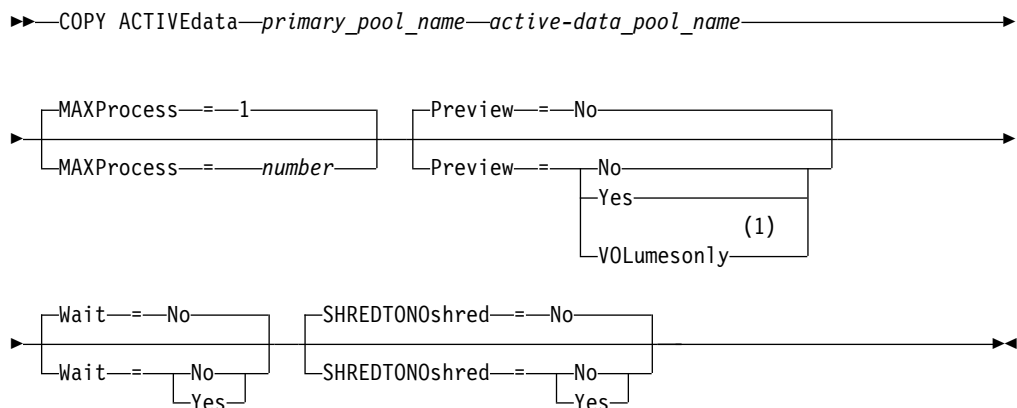 COPY ACTIVEdata primary_pool_name active-data_pool_name
MAXProcess = 1 Preview = No
MAXProcess = number Preview = No
Yes
(1)
VOLumesonly
Wait = No SHREDTONOshred = No
Wait = No SHREDTONOshred = No
Yes Yes